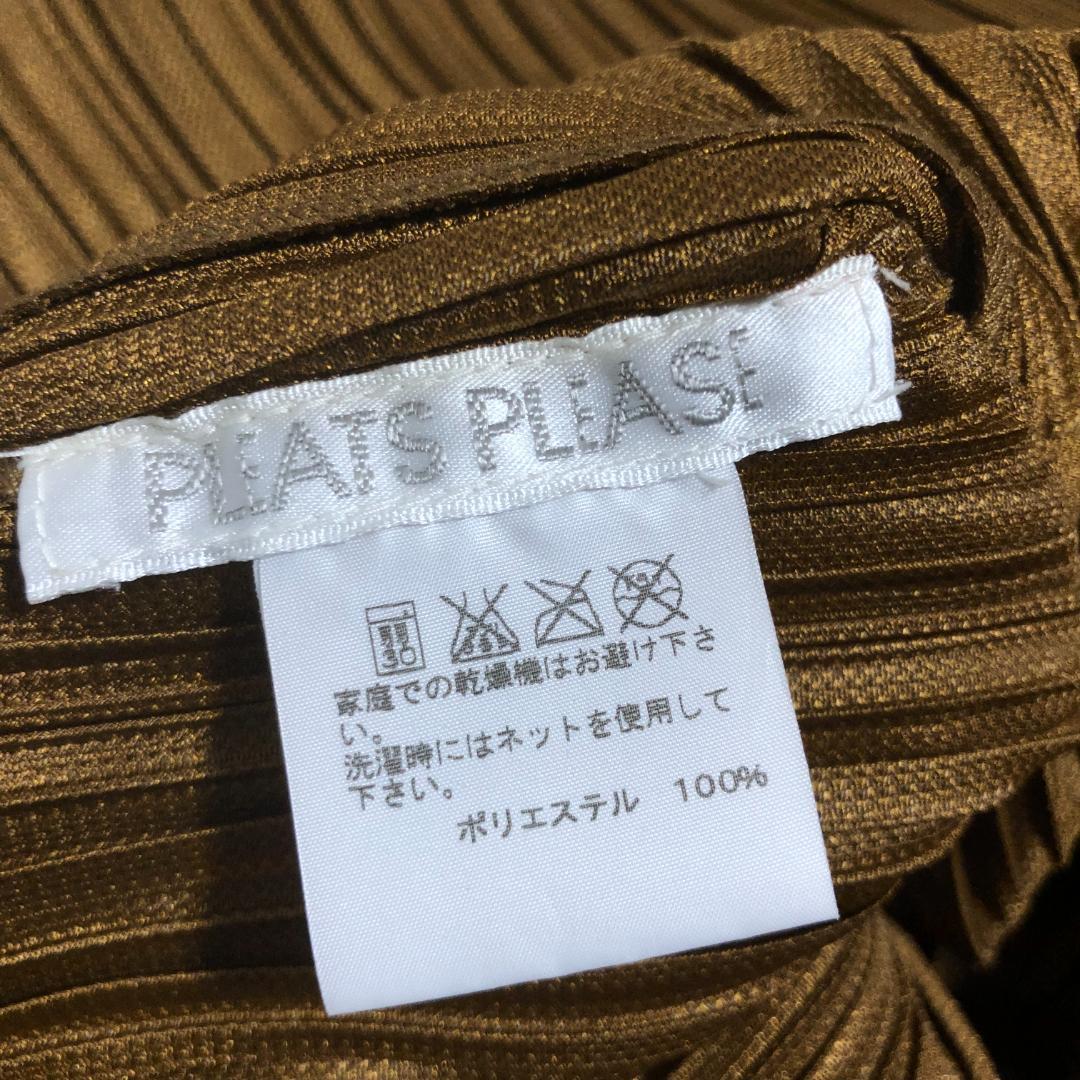 PLEATS PLEASE
家庭での乾燥機はお避け下さ
い。
洗濯時にはネットを使用して
下さい。
ポリエステル 100%